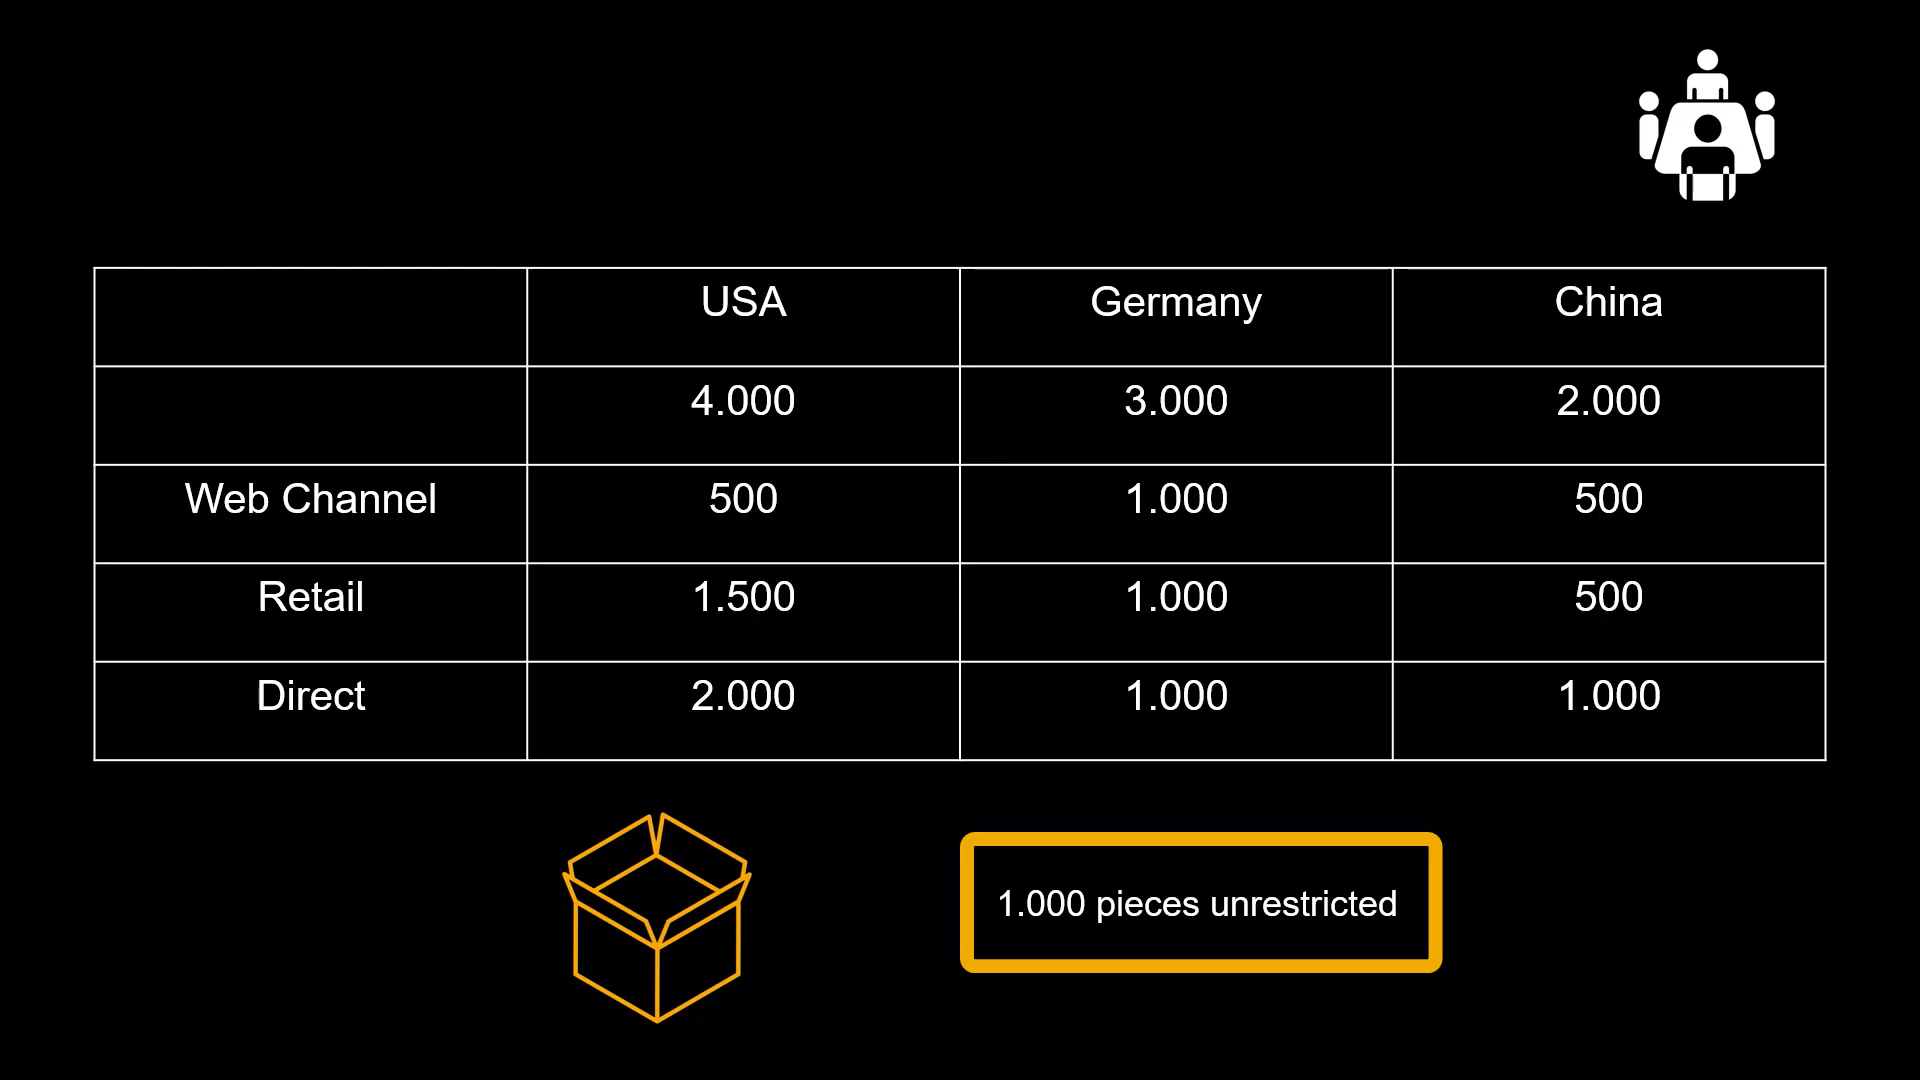 USA Germany China
4.000 3.000 2.000
Web Channel 500 1.000 500
Retail 1.500 1.000 500
Direct 2.000 1.000 1.000
1.000 pieces unrestricted